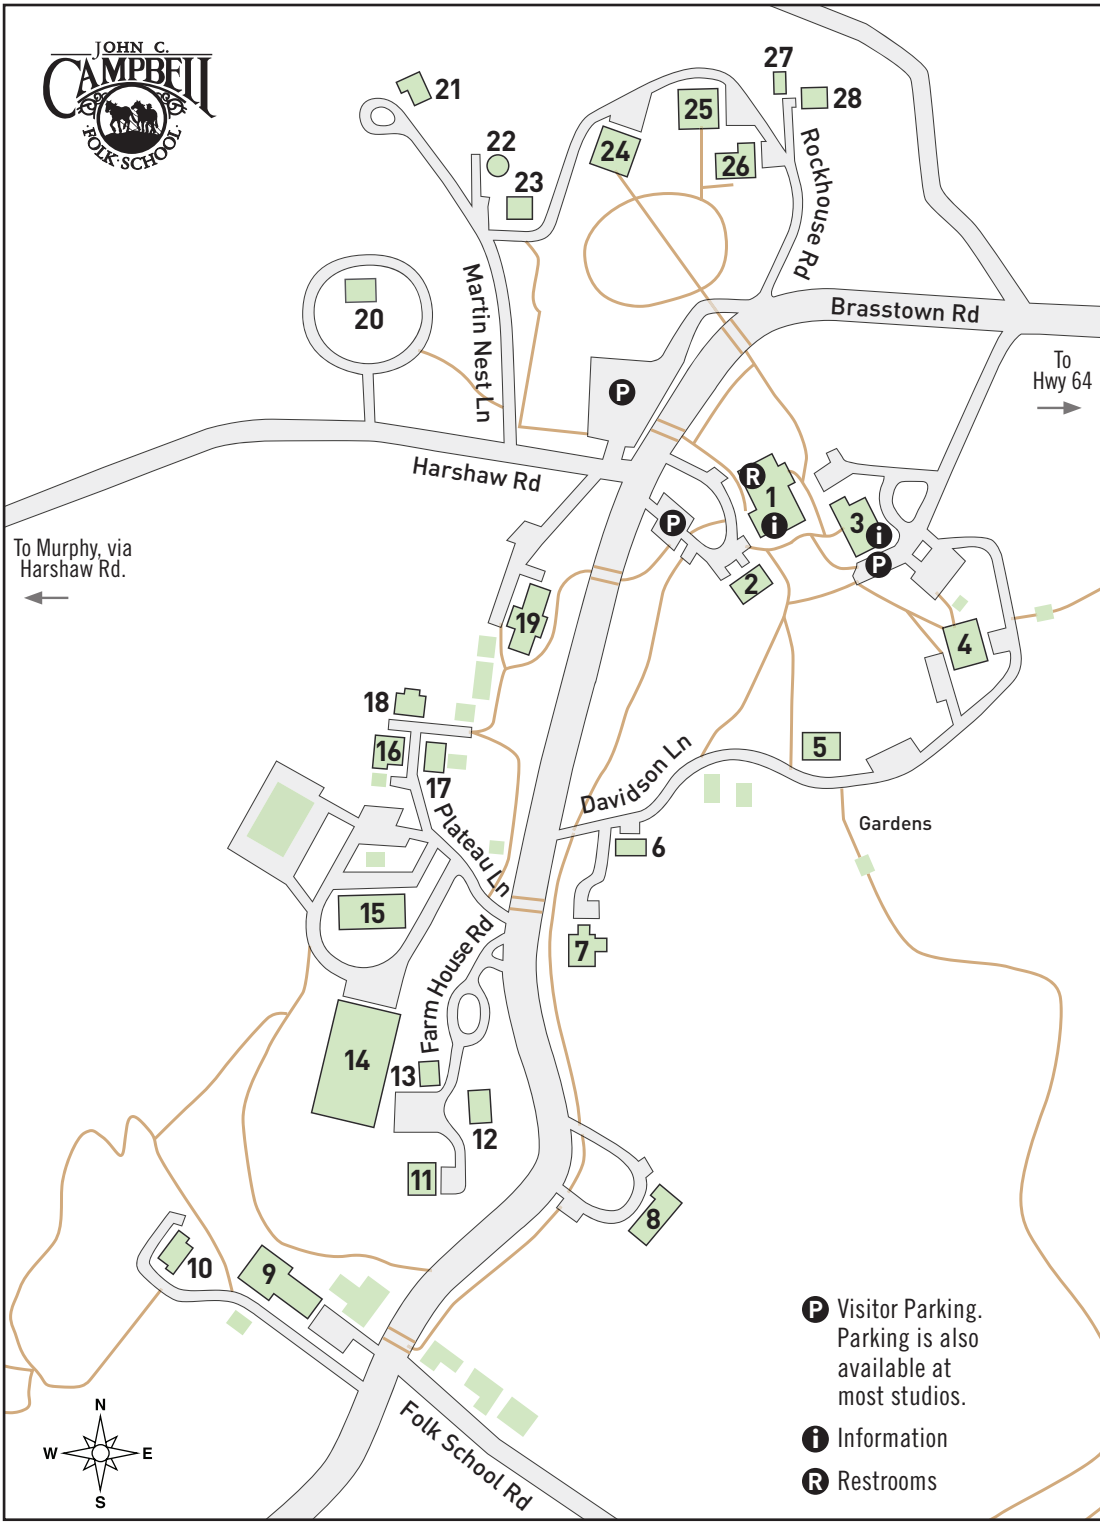 JOHN C.
CAMPBELL
FOLK SCHOOL
27
28
21
25
22
24
26
23
Rockhouse Rd
Martin Nest Ln
20
Brasstown Rd
To
Hwy 64
P
Harshaw Rd
R
1
i
P
3
i
P
To Murphy, via
Harshaw Rd.
2
19
4
18
16
17
5
Davidson Ln
Plateau Ln
Gardens
6
15
7
Farm House Rd
14
13
12
11
8
10
9
P Visitor Parking.
Parking is also
available at
most studios.
i Information
R Restrooms
Folk School Rd
N
W E
S